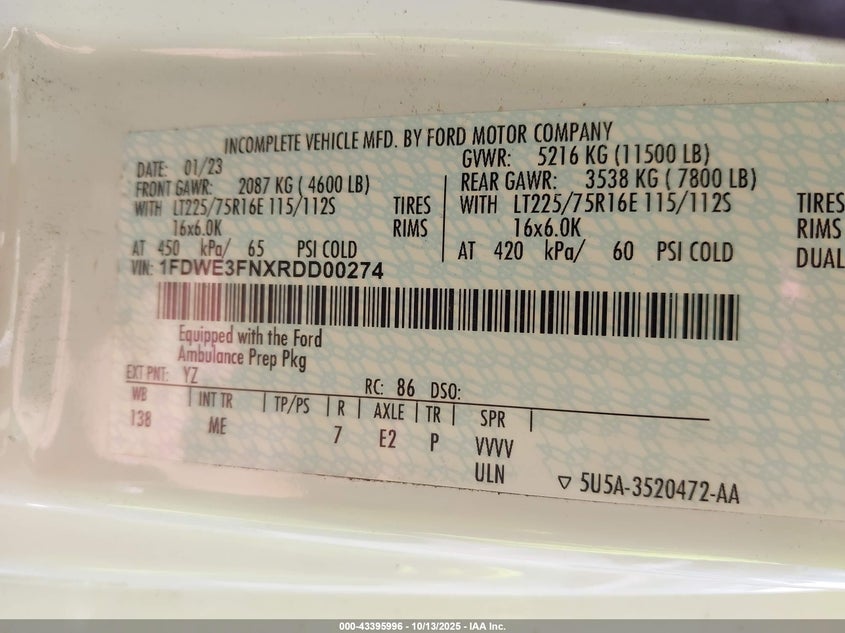 INCOMPLETE VEHICLE MFD. BY FORD MOTOR COMPANY
DATE: 01/23 GVWR: 5216 KG (11500 LB)
FRONT GAWR: 2087 KG ( 4600 LB) REAR GAWR: 3538 KG ( 7800 LB)
WITH LT225/75R16E 115/112S TIRES WITH LT225/75R16E 115/112S TIRES
16x6.0K RIMS 16x6.0K RIMS
AT 450 kPa/ 65 PSI COLD AT 420 kPa/ 60 PSI COLD DUAL
VIN: 1FDWE3FNXRDD00274
Equipped with the Ford
Ambulance Prep Pkg
EXT PNT: YZ RC: 86 DSO:
WB | INT TR | TP/PS | R | AXLE | TR | SPR |
138 ME 7 E2 P VVVV
ULN ▽ 5U5A-3520472-AA
000-43395996 - 10/13/2025 - IAA Inc.